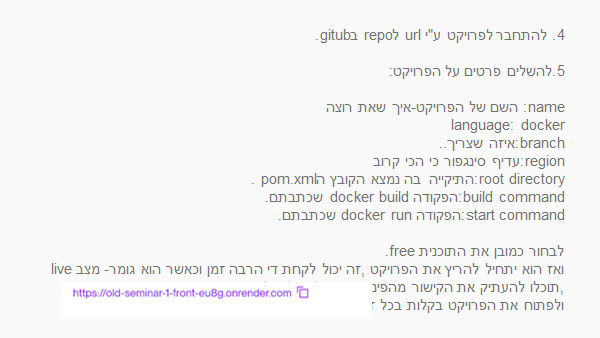 4. להתחבר לפרויקט ע"י url לrepo בgitub.
5.להשלים פרטים על הפרויקט:
name: השם של הפרויקט-איך שאת רוצה
language: docker
branch:איזה שצריך..
region:עדיף סינגפור כי הכי קרוב
root directory:התיקייה בה נמצא הקובץ הpom.xml .
build command:הפקודה docker build שכתבתם.
start command:הפקודה docker run שכתבתם.
לבחור כמובן את התוכנית free.
ואז הוא יתחיל להריץ את הפרויקט ,זה יכול לקחת די הרבה זמן וכאשר הוא גומר- מצב live
,תוכלו להעתיק את הקישור
https://old-seminar-1-front-eu8g.onrender.com
ולפתוח את הפרויקט בקלות בכל